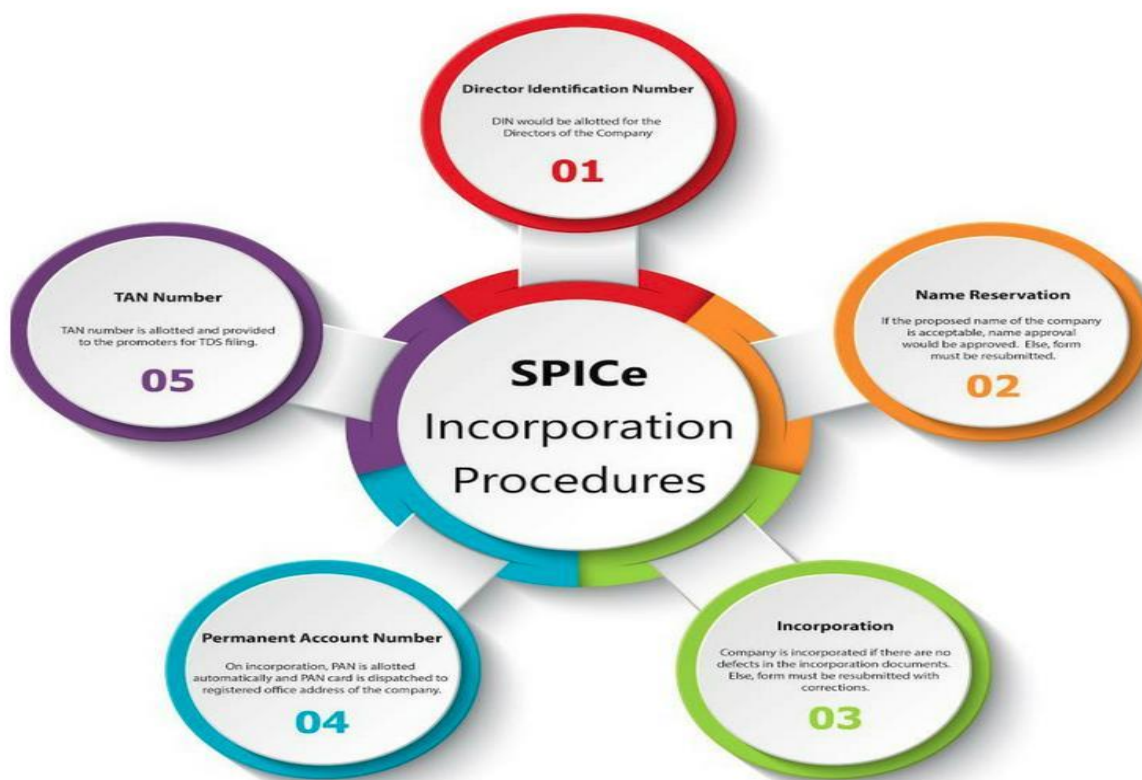 Director Identification Number
DIN would be allotted for the
Directors of the Company
01
Name Reservation
If the proposed name of the company
is acceptable, name approval
would be approved. Else, form
must be resubmitted.
02
Incorporation
Company is incorporated if there are no
defects in the incorporation documents.
Else, form must be resubmitted with
corrections.
03
Permanent Account Number
On incorporation, PAN is allotted
automatically and PAN card is dispatched to
registered office address of the company.
04
TAN Number
TAN number is allotted and provided
to the promoters for TDS filing.
05
SPICe
Incorporation
Procedures